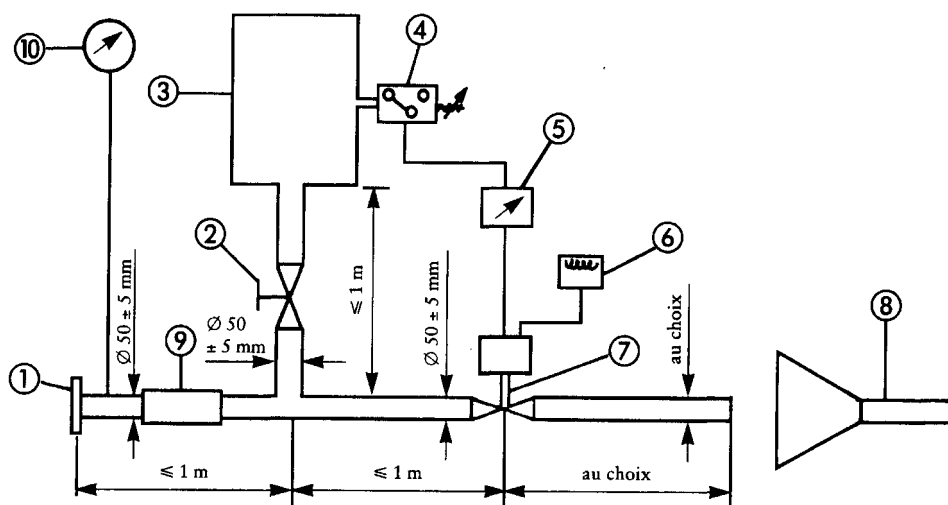 ⑩
③
④
⑤
②
⑥
≤ 1 m
Ø 50 ± 5 mm
Ø 50
± 5 mm
Ø 50 ± 5 mm
au choix
⑨
⑦
⑧
①
≤ 1 m
≤ 1 m
au choix